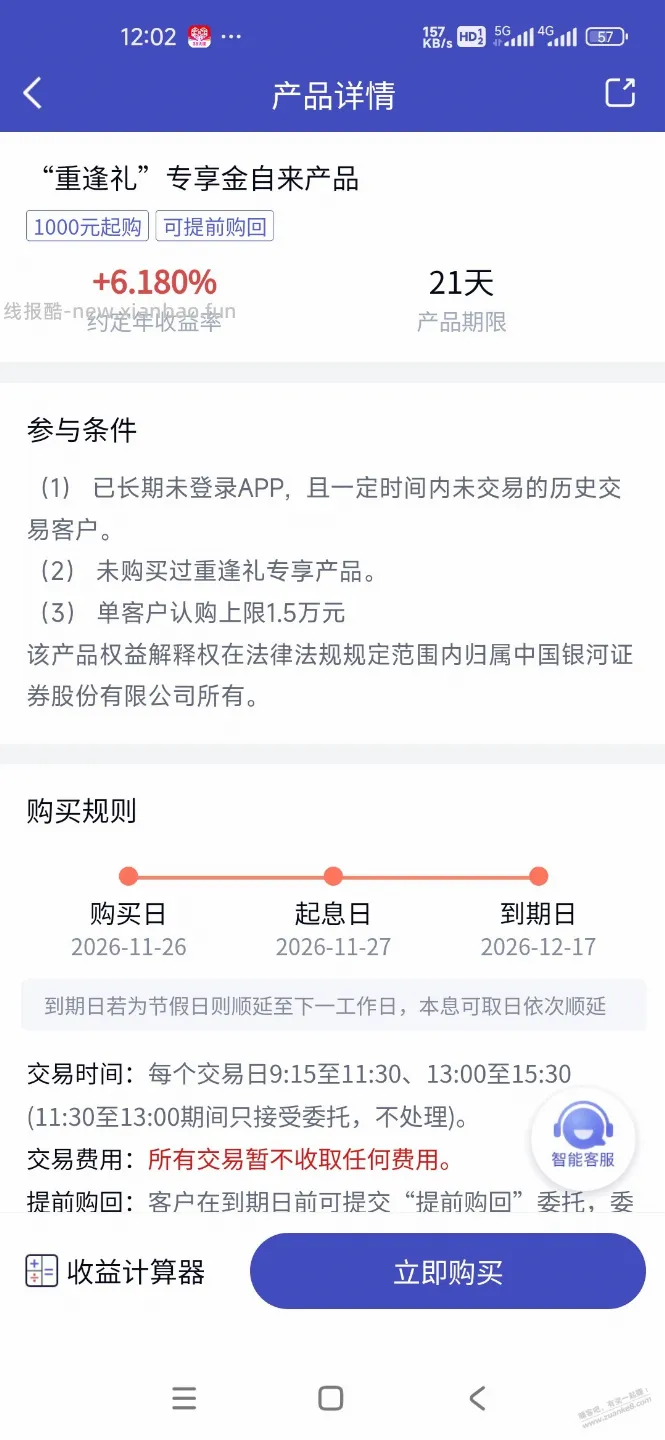 12:02 ... 157 KB/s HD 1 2 5G 4G 57
产品详情
“重逢礼”专享金自来产品
1000元起购 可提前购回
+6.180% 21天
线报酷-new.xianbao.fun
约定年收益率 产品期限
参与条件
（1） 已长期未登录APP，且一定时间内未交易的历史交
易客户。
（2） 未购买过重逢礼专享产品。
（3） 单客户认购上限1.5万元
该产品权益解释权在法律法规规定范围内归属中国银河证
券股份有限公司所有。
购买规则
购买日 起息日 到期日
2026-11-26 2026-11-27 2026-12-17
到期日若为节假日则顺延至下一工作日，本息可取日依次顺延
交易时间：每个交易日9:15至11:30、13:00至15:30
(11:30至13:00期间只接受委托，不处理)。
交易费用：所有交易暂不收取任何费用。
智能客服
提前购回：客户在到期日前可提交“提前购回”委托，委
收益计算器 立即购买
赚客吧，有奖一起赚！
www.zuanke8.com